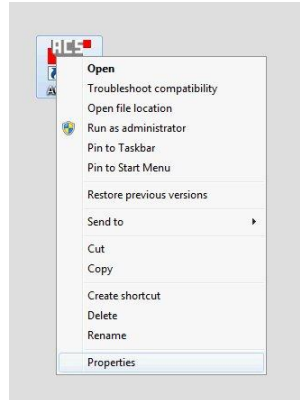 ACS
Open
Troubleshoot compatibility
Open file location
Run as administrator
Pin to Taskbar
Pin to Start Menu
Restore previous versions
Send to
Cut
Copy
Create shortcut
Delete
Rename
Properties